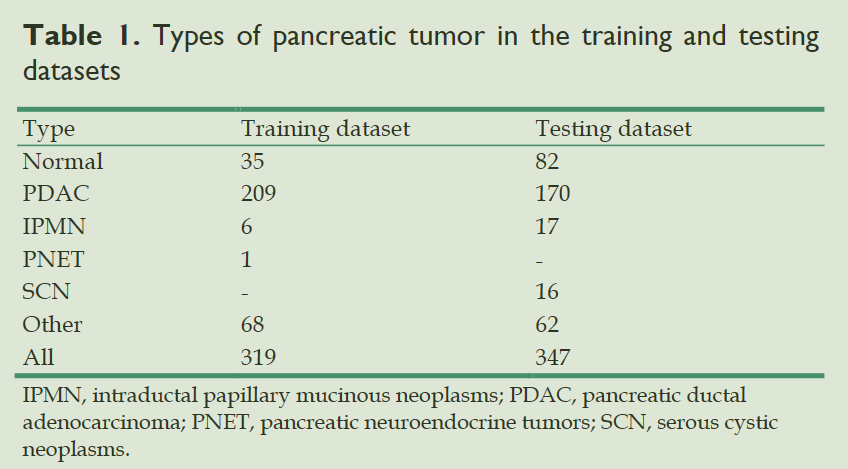 Table 1. Types of pancreatic tumor in the training and testing
datasets
Type Training dataset Testing dataset
Normal 35 82
PDAC 209 170
IPMN 6 17
PNET 1 -
SCN - 16
Other 68 62
All 319 347
IPMN, intraductal papillary mucinous neoplasms; PDAC, pancreatic ductal
adenocarcinoma; PNET, pancreatic neuroendocrine tumors; SCN, serous cystic
neoplasms.